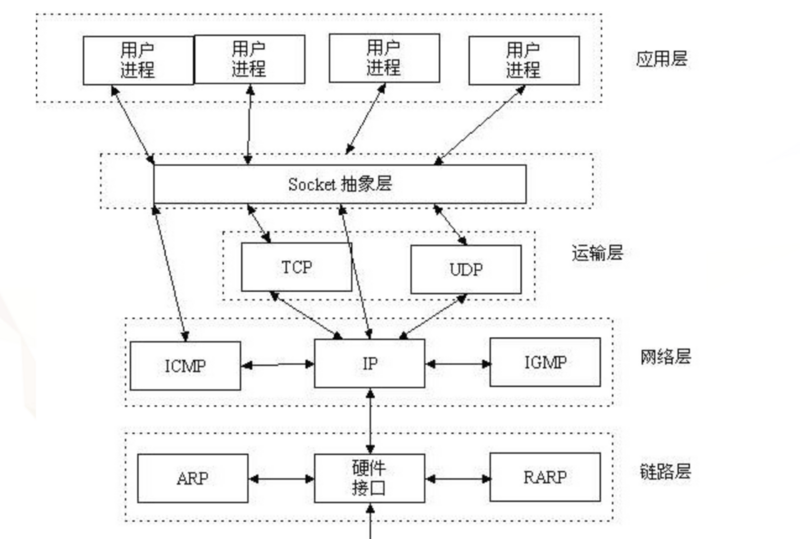 用户
进程
用户
进程
用户
进程
用户
进程
应用层
Socket 抽象层
TCP
UDP
运输层
ICMP
IP
IGMP
网络层
ARP
硬件
接口
RARP
链路层